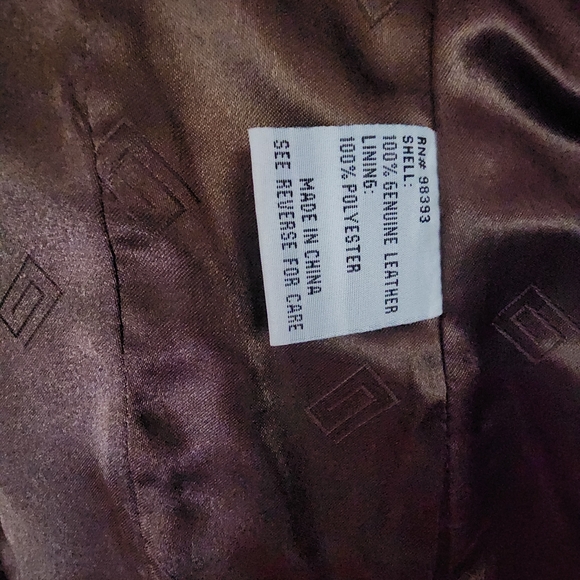 RN# 98393
SHELL:
100% GENUINE LEATHER
LINING:
100% POLYESTER
MADE IN CHINA
SEE REVERSE FOR CARE